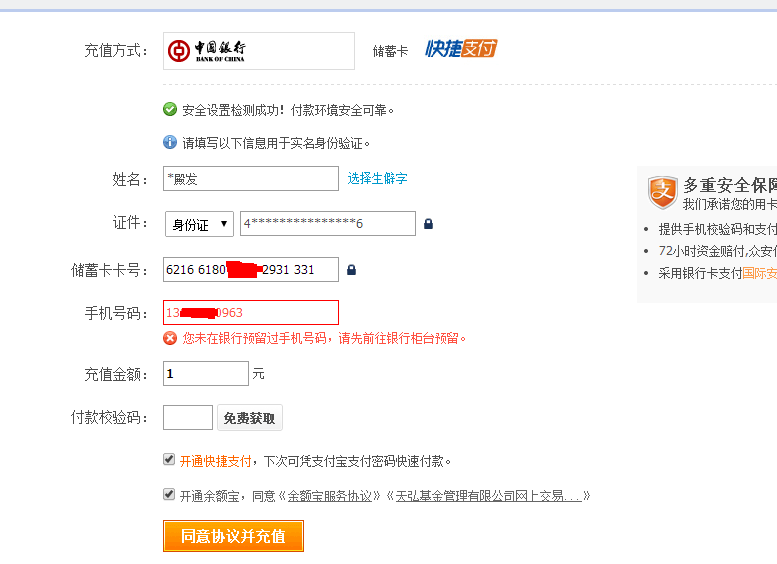 充值方式： 中国银行 BANK OF CHINA 储蓄卡 快捷支付
安全设置检测成功！付款环境安全可靠。
请填写以下信息用于实名身份验证。
姓名： *殿发 选择生僻字
证件： 身份证 4***************6
储蓄卡卡号： 6216 6180 2931 331
手机号码： 13 0963
您未在银行预留过手机号码，请先前往银行柜台预留。
充值金额： 1 元
付款校验码： 免费获取
开通快捷支付，下次可凭支付宝支付密码快速付款。
开通余额宝，同意《余额宝服务协议》《天弘基金管理有限公司网上交易...》
同意协议并充值
支
多重安全保障
我们承诺您的用卡
提供手机校验码和支付
72小时资金赔付,众安
采用银行卡支付国际安